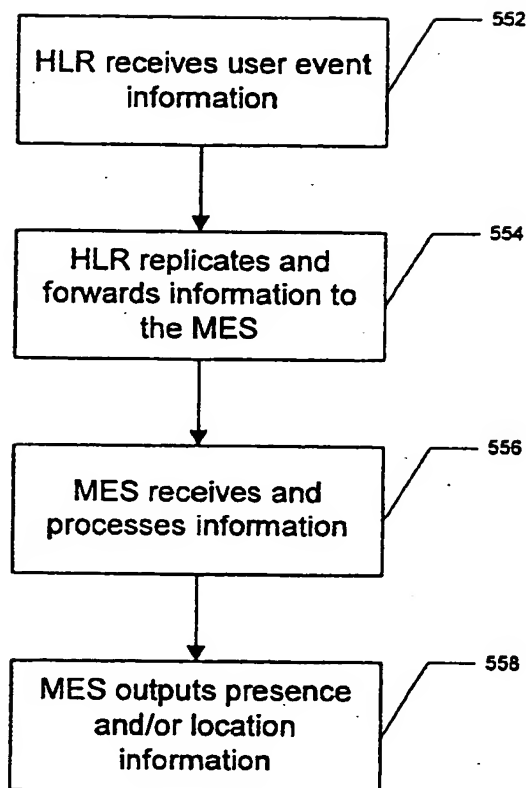 552
HLR receives user event
information
554
HLR replicates and
forwards information to
the MES
556
MES receives and
processes information
558
MES outputs presence
and/or location
information